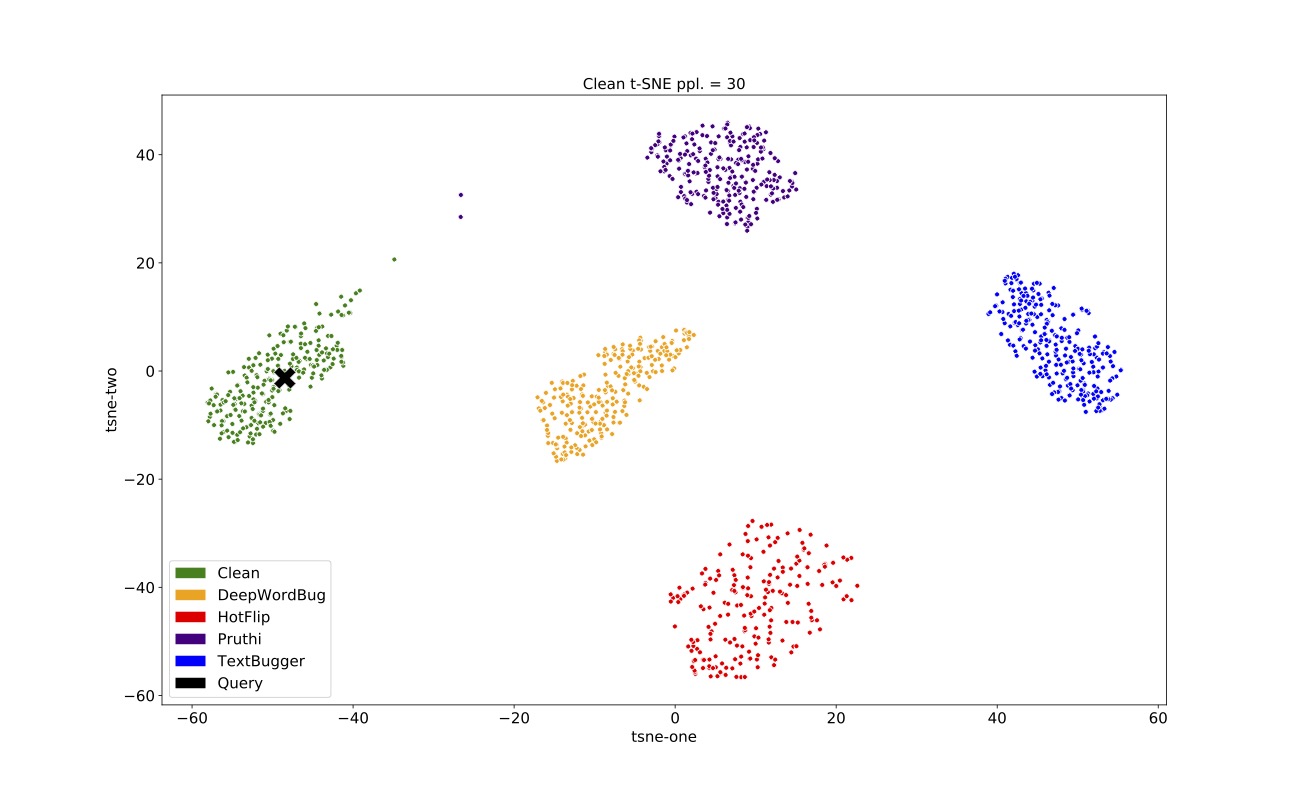 Clean t-SNE ppl. = 30
40
20
0
−20
−40
−60
tsne-two
Clean
DeepWordBug
HotFlip
Pruthi
TextBugger
Query
−60 −40 −20 0 20 40 60
tsne-one